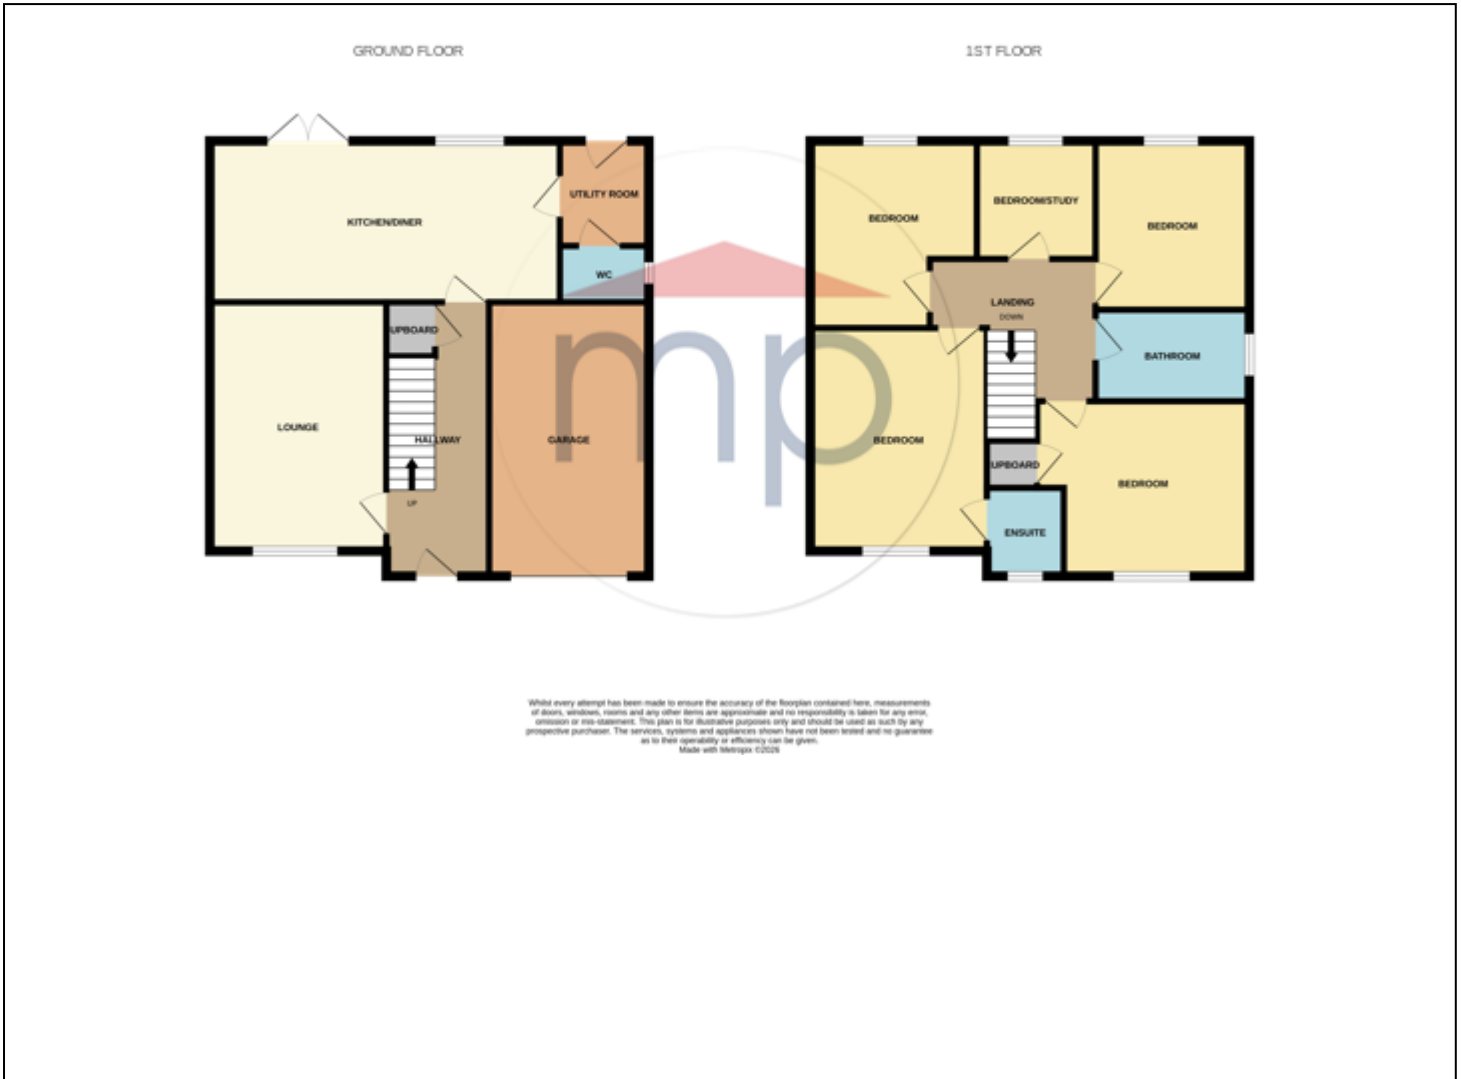 GROUND FLOOR
1ST FLOOR
KITCHEN/DINER
UTILITY ROOM
WC
UPBOARD
LOUNGE
HALLWAY
GARAGE
UP
BEDROOM
BEDROOM/STUDY
BEDROOM
LANDING
DOWN
BATHROOM
BEDROOM
UPBOARD
BEDROOM
ENSUITE
mp
Whilst every attempt has been made to ensure the accuracy of the floorplan contained here, measurements
of doors, windows, rooms and any other items are approximate and no responsibility is taken for any error,
omission or mis-statement. This plan is for illustrative purposes only and should be used as such by any
prospective purchaser. The services, systems and appliances shown have not been tested and no guarantee
as to their operability or efficiency can be given.
Made with Metropix ©2026